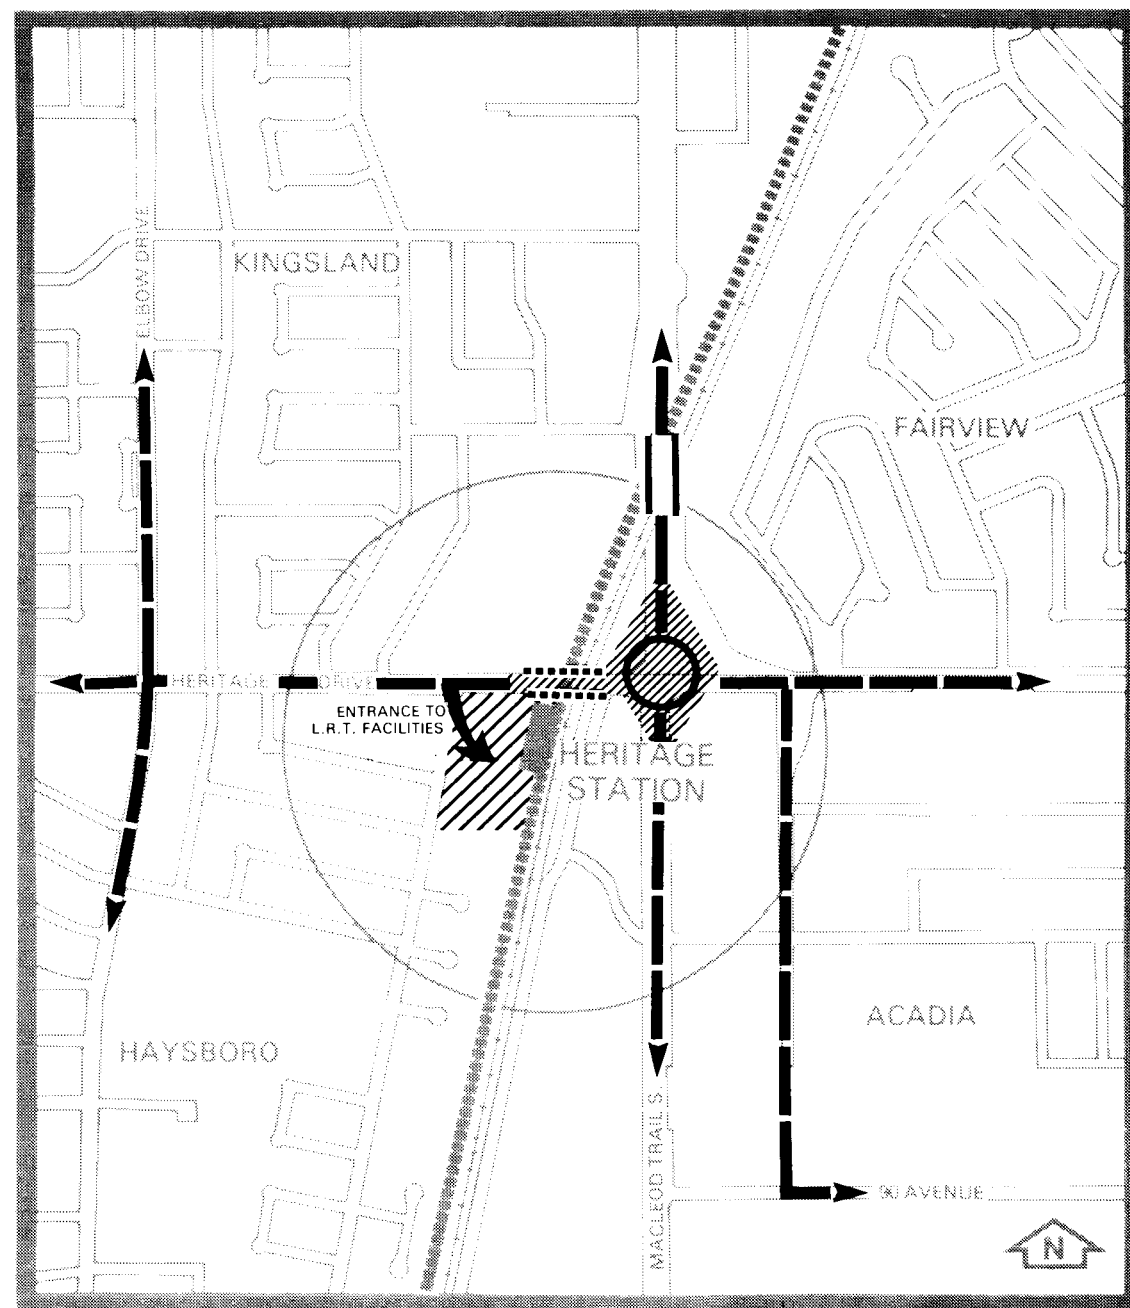 ELBOW DRIVE
KINGSLAND
FAIRVIEW
HERITAGE DRIVE
ENTRANCE TO
L.R.T. FACILITIES
HERITAGE
STATION
ACADIA
HAYSBORO
MACLEOD TRAIL S
90 AVENUE
N